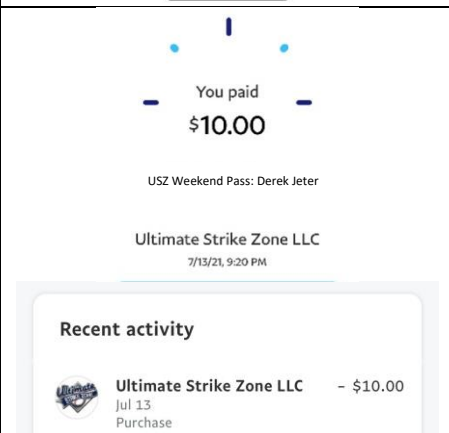 You paid
$10.00
USZ Weekend Pass: Derek Jeter
Ultimate Strike Zone LLC
7/13/21, 9:20 PM
Recent activity
Ultimate
Ultimate Strike Zone LLC - $10.00
Jul 13
Purchase